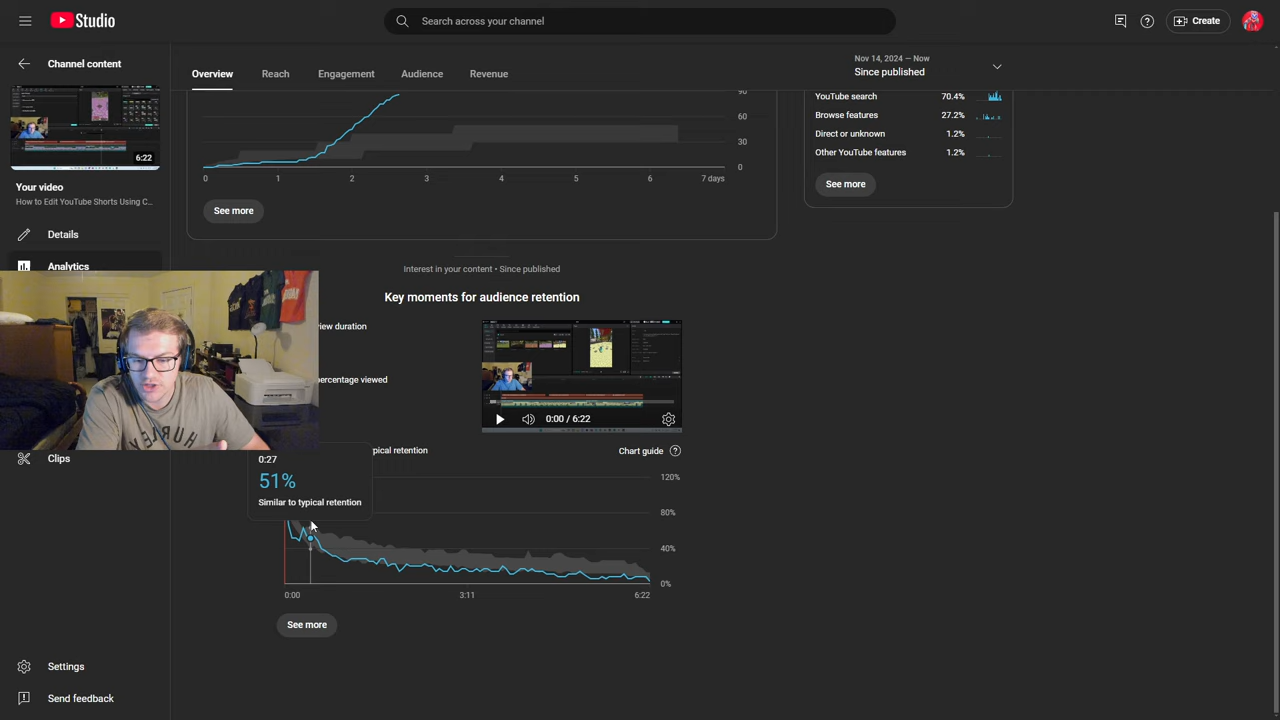 Studio
Search across your channel
Create
Channel content
6:22
Your video
How to Edit YouTube Shorts Using C...
Details
Analytics
Clips
Settings
Send feedback
Overview
Reach
Engagement
Audience
Revenue
Nov 14, 2024 — Now
Since published
90
60
30
0
0
1
2
3
4
5
6
7 days
See more
YouTube search 70.4%
Browse features 27.2%
Direct or unknown 1.2%
Other YouTube features 1.2%
See more
Interest in your content • Since published
Key moments for audience retention
view duration
percentage viewed
0:00 / 6:22
typical retention
Chart guide
0:27
51%
Similar to typical retention
120%
80%
40%
0%
0:00
3:11
6:22
See more
HURLEY